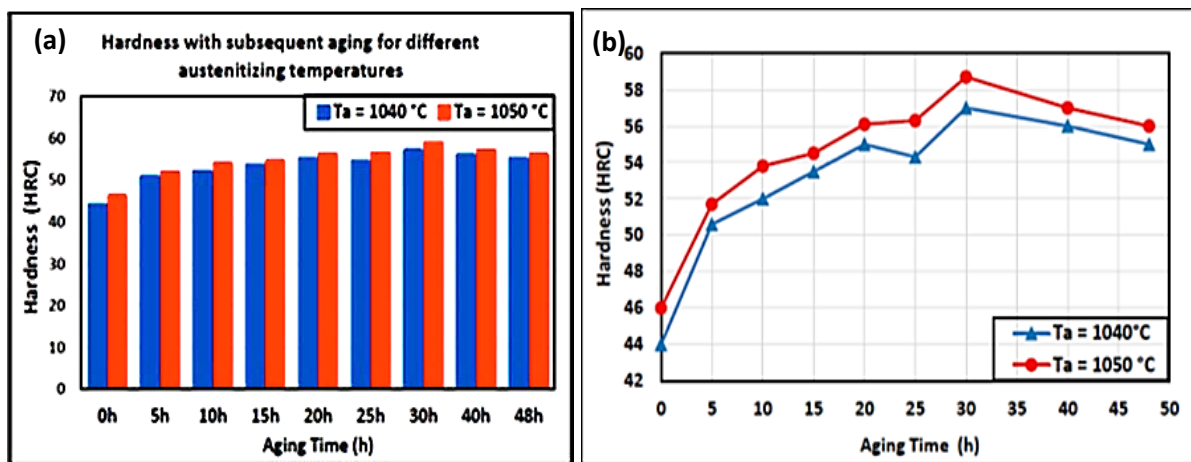 (a)
Hardness with subsequent aging for different
austenitizing temperatures
Ta = 1040 °C
Ta = 1050 °C
Hardness (HRC)
70
60
50
40
30
20
10
0
0h 5h 10h 15h 20h 25h 30h 40h 48h
Aging Time (h)
(b)
Hardness (HRC)
60
58
56
54
52
50
48
46
44
42
Ta = 1040°C
Ta = 1050 °C
0 5 10 15 20 25 30 35 40 45 50
Aging Time (h)